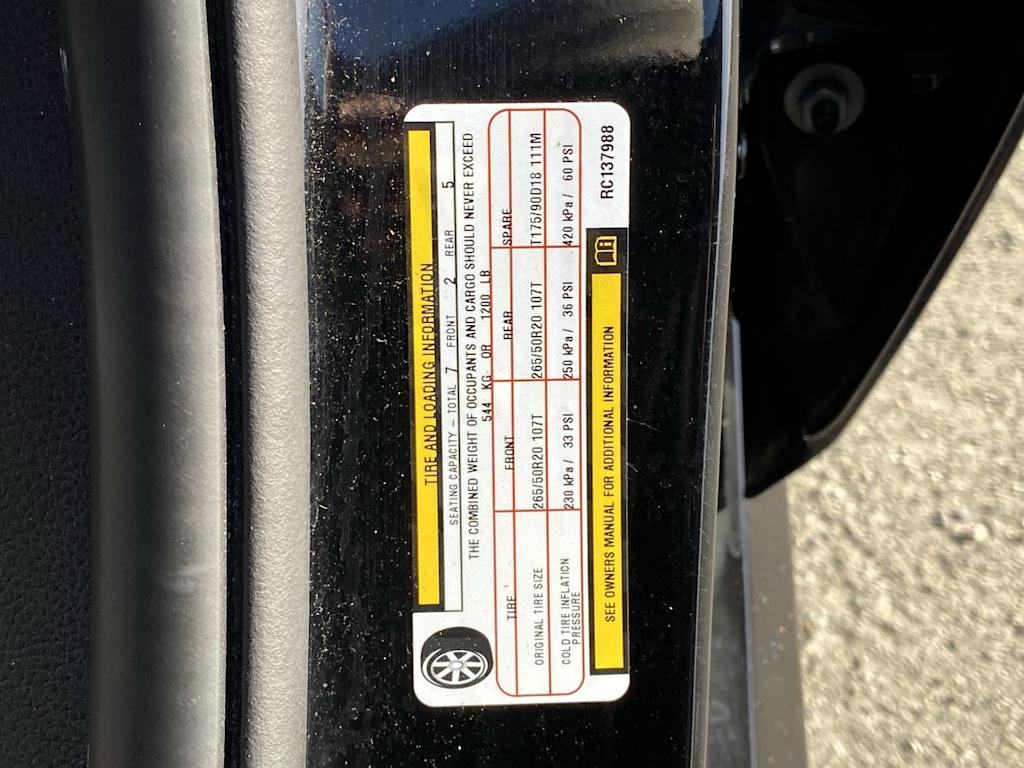 TIRE AND LOADING INFORMATION
SEATING CAPACITY – TOTAL 7 FRONT 2 REAR 5
THE COMBINED WEIGHT OF OCCUPANTS AND CARGO SHOULD NEVER EXCEED
544 KG OR 1200 LB
TIRE FRONT REAR SPARE
ORIGINAL TIRE SIZE 265/50R20 107T 265/50R20 107T T175/90D18 111M
COLD TIRE INFLATION
PRESSURE 230 kPa / 33 PSI 250 kPa / 36 PSI 420 kPa / 60 PSI
SEE OWNERS MANUAL FOR ADDITIONAL INFORMATION
RC137988